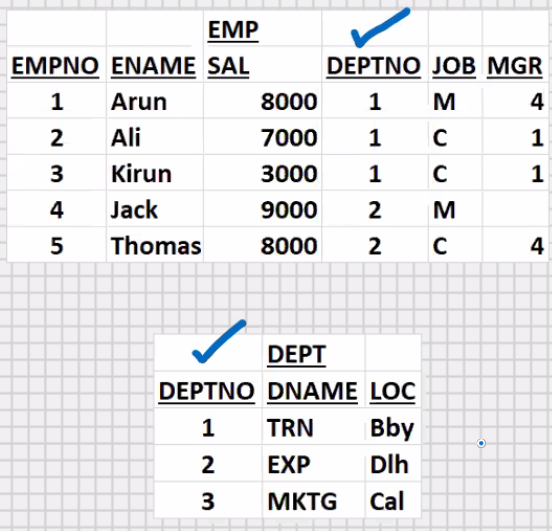 EMP
EMPNO ENAME SAL DEPTNO JOB MGR
1 Arun 8000 1 M 4
2 Ali 7000 1 C 1
3 Kirun 3000 1 C 1
4 Jack 9000 2 M
5 Thomas 8000 2 C 4
DEPT
DEPTNO DNAME LOC
1 TRN Bby
2 EXP Dlh
3 MKTG Cal